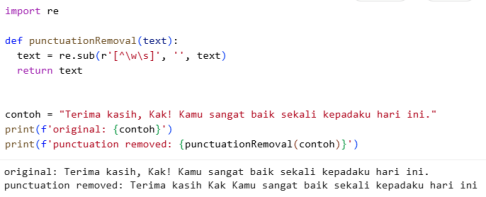 import re
def punctuationRemoval(text):
  text = re.sub(r'[^\w\s]', '', text)
  return text
contoh = "Terima kasih, Kak! Kamu sangat baik sekali kepadaku hari ini."
print(f'original: {contoh}')
print(f'punctuation removed: {punctuationRemoval(contoh)}')
original: Terima kasih, Kak! Kamu sangat baik sekali kepadaku hari ini.
punctuation removed: Terima kasih Kak Kamu sangat baik sekali kepadaku hari ini